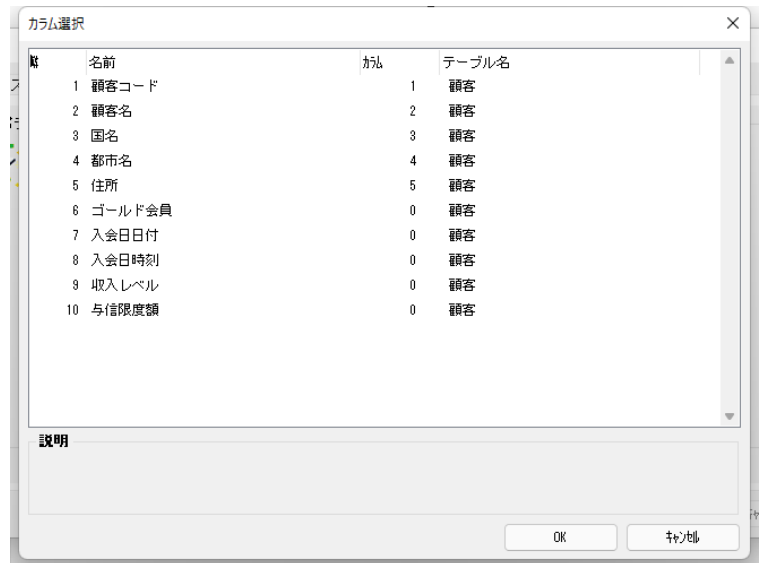 カラム選択
名前 ｶﾗﾑ テーブル名
1 顧客コード 1 顧客
2 顧客名 2 顧客
3 国名 3 顧客
4 都市名 4 顧客
5 住所 5 顧客
6 ゴールド会員 0 顧客
7 入会日日付 0 顧客
8 入会日時刻 0 顧客
9 収入レベル 0 顧客
10 与信限度額 0 顧客
説明
OK ｷｬﾝｾﾙ